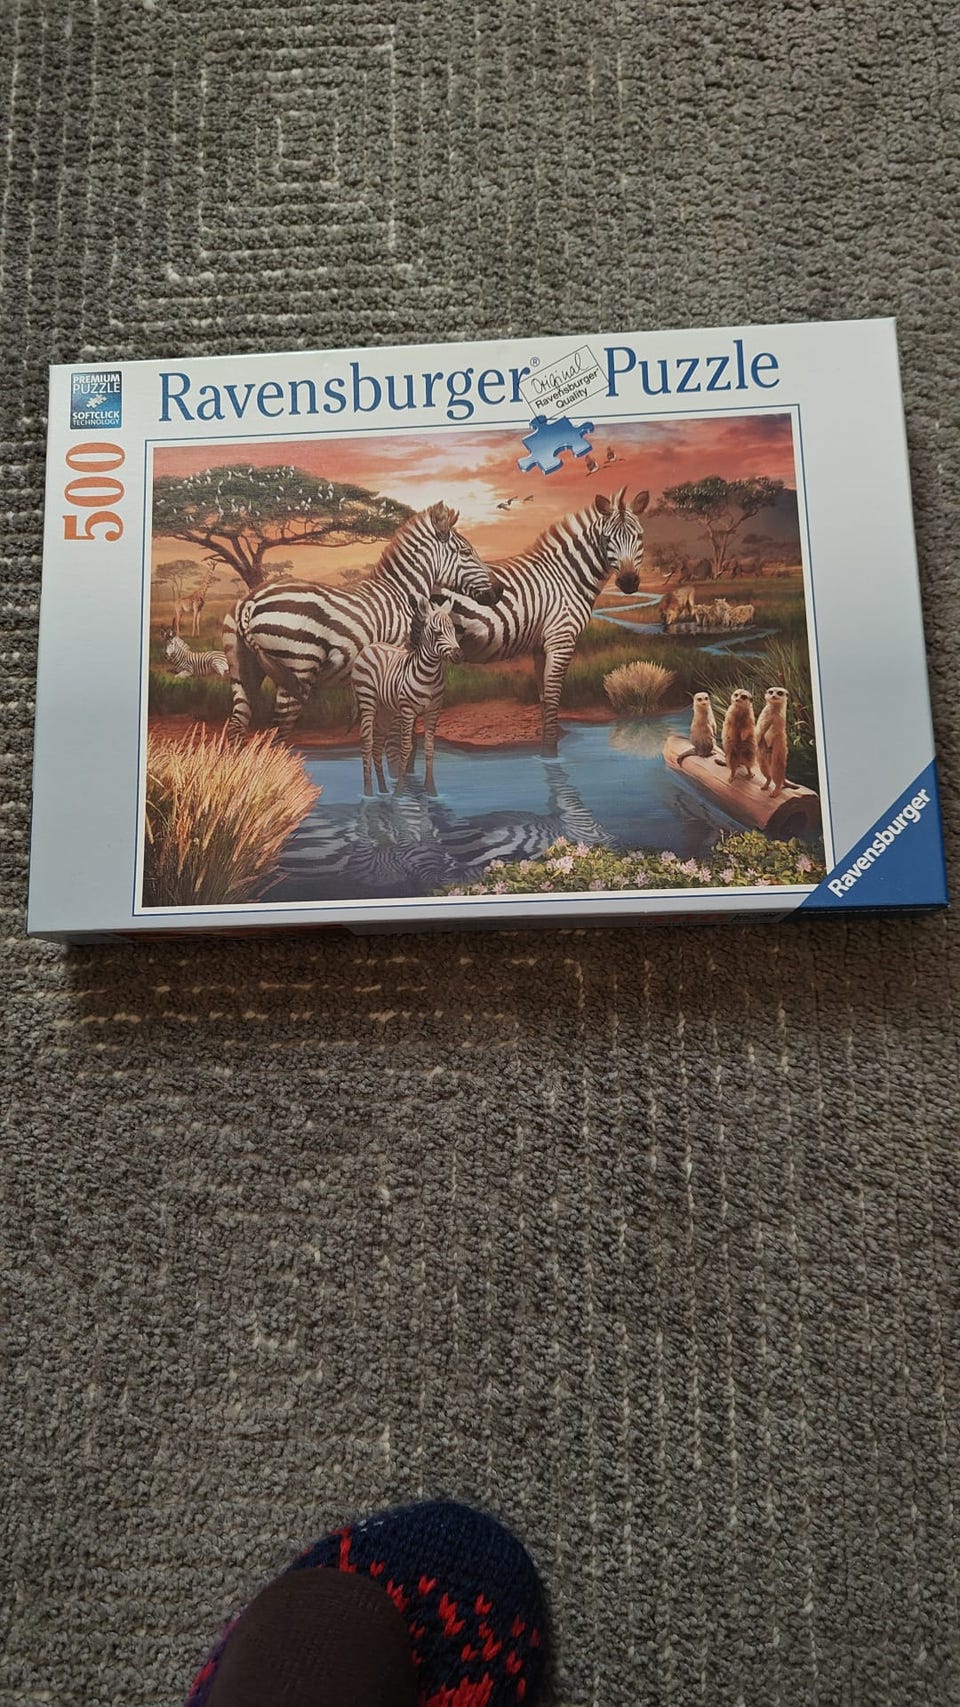 PREMIUM
PUZZLE
SOFTCLICK
TECHNOLOGY
500
Ravensburger®
Original
Ravensburger
Quality
Puzzle
Ravensburger